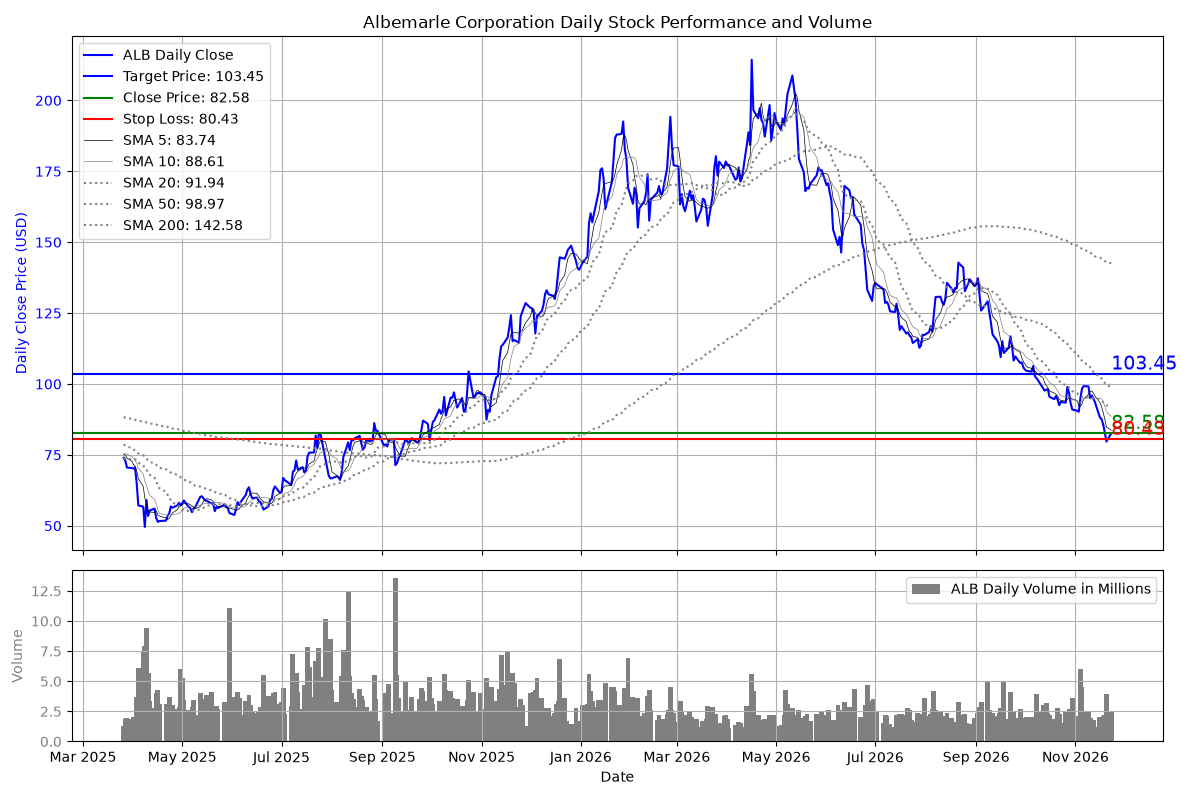 Albemarle Corporation Daily Stock Performance and Volume
ALB Daily Close
Target Price: 103.45
Close Price: 82.58
Stop Loss: 80.43
SMA 5: 83.74
SMA 10: 88.61
SMA 20: 91.94
SMA 50: 98.97
SMA 200: 142.58
Daily Close Price (USD)
200
175
150
125
100
75
50
103.45
82.58
80.43
ALB Daily Volume in Millions
Volume
12.5
10.0
7.5
5.0
2.5
0.0
Mar 2025 May 2025 Jul 2025 Sep 2025 Nov 2025 Jan 2026 Mar 2026 May 2026 Jul 2026 Sep 2026 Nov 2026
Date